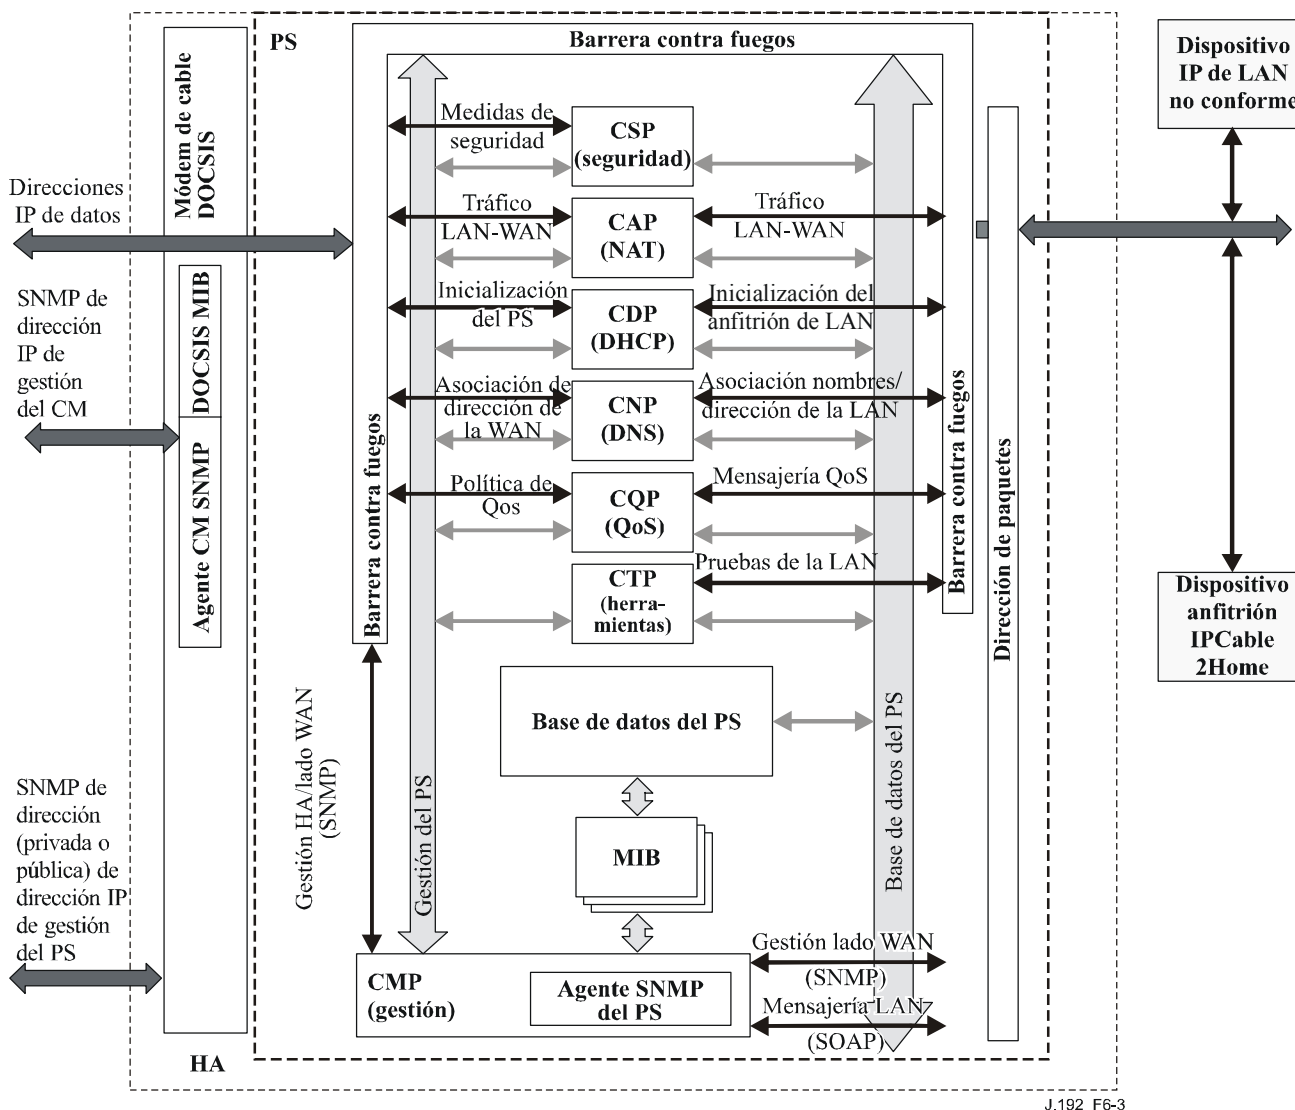 PS
Barrera contra fuegos
Dispositivo
IP de LAN
no conforme
Módem de cable
DOCSIS
Medidas de
seguridad
CSP
(seguridad)
Direcciones
IP de datos
Tráfico
LAN-WAN
CAP
(NAT)
Tráfico
LAN-WAN
SNMP de
dirección
IP de
gestión
del CM
DOCSIS MIB
Agente CM SNMP
Inicialización
del PS
CDP
(DHCP)
Inicialización del
anfitrión de LAN
Asociación de
dirección de
la WAN
CNP
(DNS)
Asociación nombres/
dirección de la LAN
Barrera contra fuegos
Barrera contra fuegos
Dirección de paquetes
Política de
Qos
CQP
(QoS)
Mensajería QoS
CTP
(herra-
mientas)
Pruebas de la LAN
Dispositivo
anfitrión
IPCable
2Home
Gestión HA/lado WAN
(SNMP)
Gestión del PS
Base de datos del PS
Base de datos del PS
MIB
SNMP de
dirección
(privada o
pública) de
dirección IP
de gestión
del PS
CMP
(gestión)
Agente SNMP
del PS
Gestión lado WAN
(SNMP)
Mensajería LAN
(SOAP)
HA
J.192_F6-3